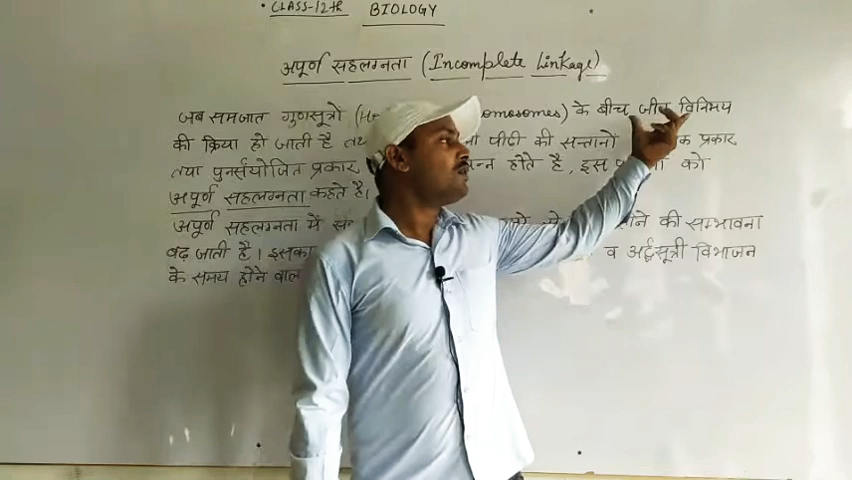 CLASS-12th BIOLOGY
अपूर्ण सहलग्नता (Incomplete Linkage)
जब समजात गुणसूत्रो (H omosomes) के बीच जीन विनिमय
की क्रिया हो जाती है पीढी की सन्तानो प्रकार
तथा पुनर्संयोजित प्रकार होते है, इस को
अपूर्ण सहलग्नता कहते है।
अपूर्ण सहलग्नता में होने की सम्भावना
बढ़ जाती है। इसका व अर्द्धसूत्री विभाजन
के समय होने वाल